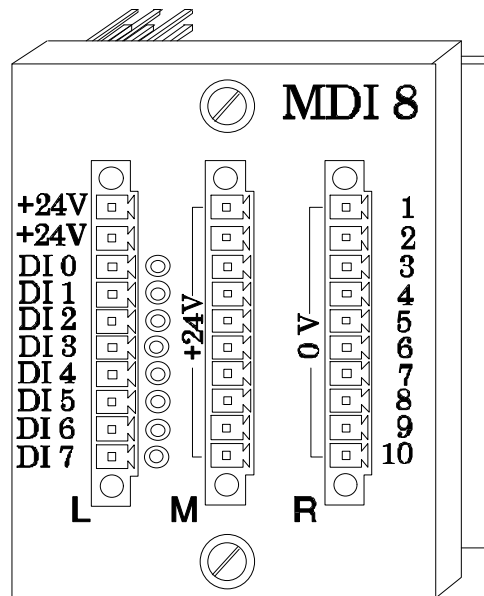 MDI 8
+24V
+24V
DI 0
DI 1
DI 2
DI 3
DI 4
DI 5
DI 6
DI 7
L
+24V
M
0 V
R
1
2
3
4
5
6
7
8
9
10